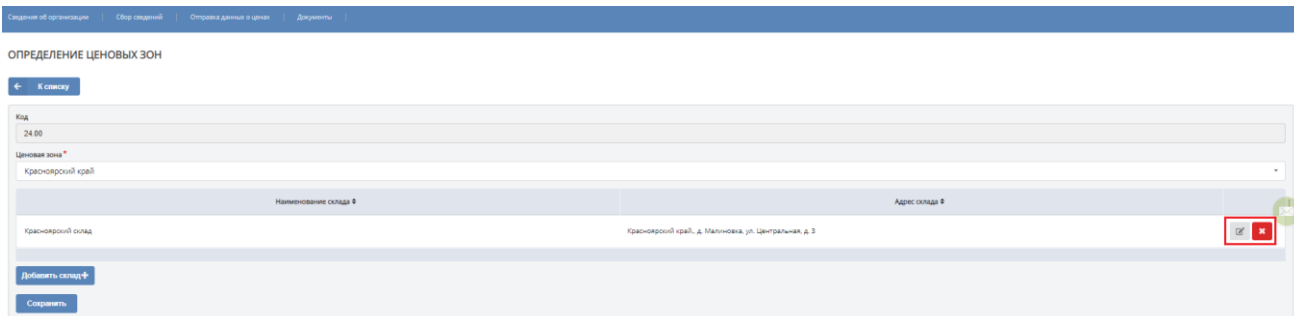 Сведения об организации | Сбор сведений | Отправка данных о ценах | Документы |
ОПРЕДЕЛЕНИЕ ЦЕНОВЫХ ЗОН
← К списку
Код
24.00
Ценовая зона *
Красноярский край
Наименование склада Адрес склада
Красноярский склад Красноярский край,, д. Малиновка, ул. Центральная, д. 3
Добавить склад+
Сохранить